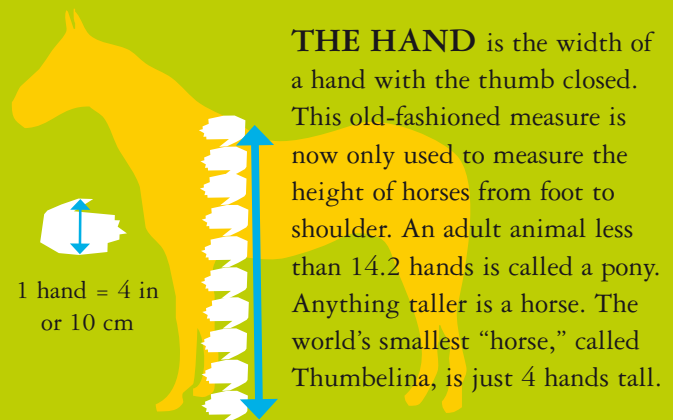 THE HAND is the width of
a hand with the thumb closed.
This old-fashioned measure is
now only used to measure the
height of horses from foot to
shoulder. An adult animal less
than 14.2 hands is called a pony.
Anything taller is a horse. The
world’s smallest “horse,” called
Thumbelina, is just 4 hands tall.
1 hand = 4 in
or 10 cm